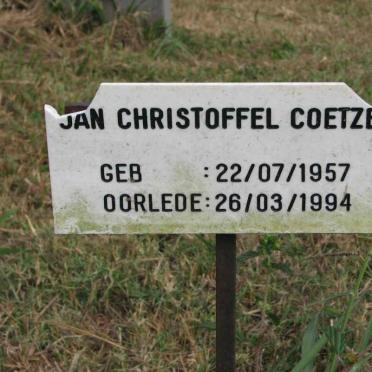 JAN CHRISTOFFEL COETZE
GEB : 22/07/1957
OORLEDE: 26/03/1994